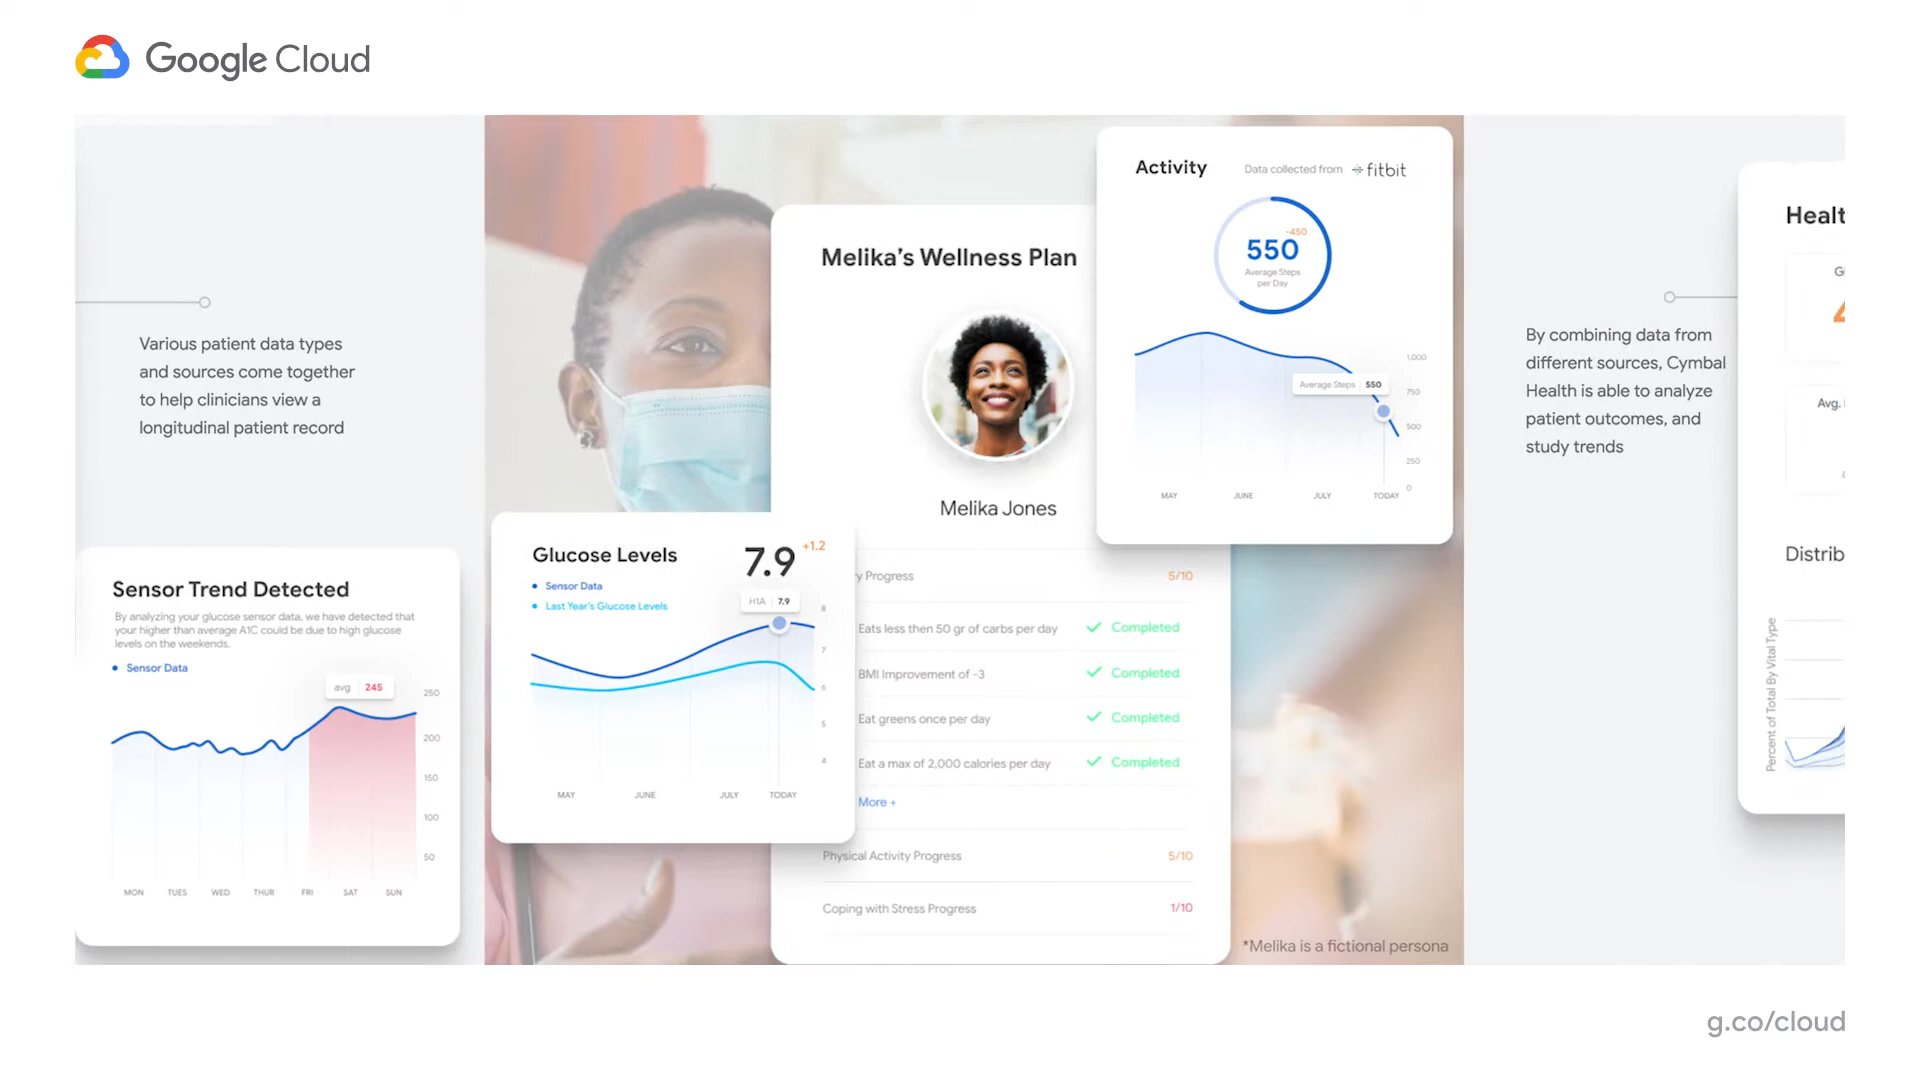 Google Cloud
Various patient data types
and sources come together
to help clinicians view a
longitudinal patient record
Sensor Trend Detected
By analyzing your glucose sensor data, we have detected that
your higher than average A1C could be due to high glucose
levels on the weekends.
Sensor Data
avg 245
250
200
150
100
50
MON TUES WED THUR FRI SAT SUN
Glucose Levels
7.9 +1.2
Sensor Data
Last Year's Glucose Levels
H1A 7.9
8
7
6
5
4
MAY JUNE JULY TODAY
Melika's Wellness Plan
Melika Jones
y Progress 5/10
Eats less then 50 gr of carbs per day Completed
BMI Improvement of -3 Completed
Eat greens once per day Completed
Eat a max of 2,000 calories per day Completed
More +
Physical Activity Progress 5/10
Coping with Stress Progress 1/10
Activity
Data collected from fitbit
-450
550
Average Steps
per Day
Average Steps 550
1,000
750
500
250
0
MAY JUNE JULY TODAY
*Melika is a fictional persona
By combining data from
different sources, Cymbal
Health is able to analyze
patient outcomes, and
study trends
Healt
Avg.
Distrib
Percent of Total By Vital Type
g.co/cloud